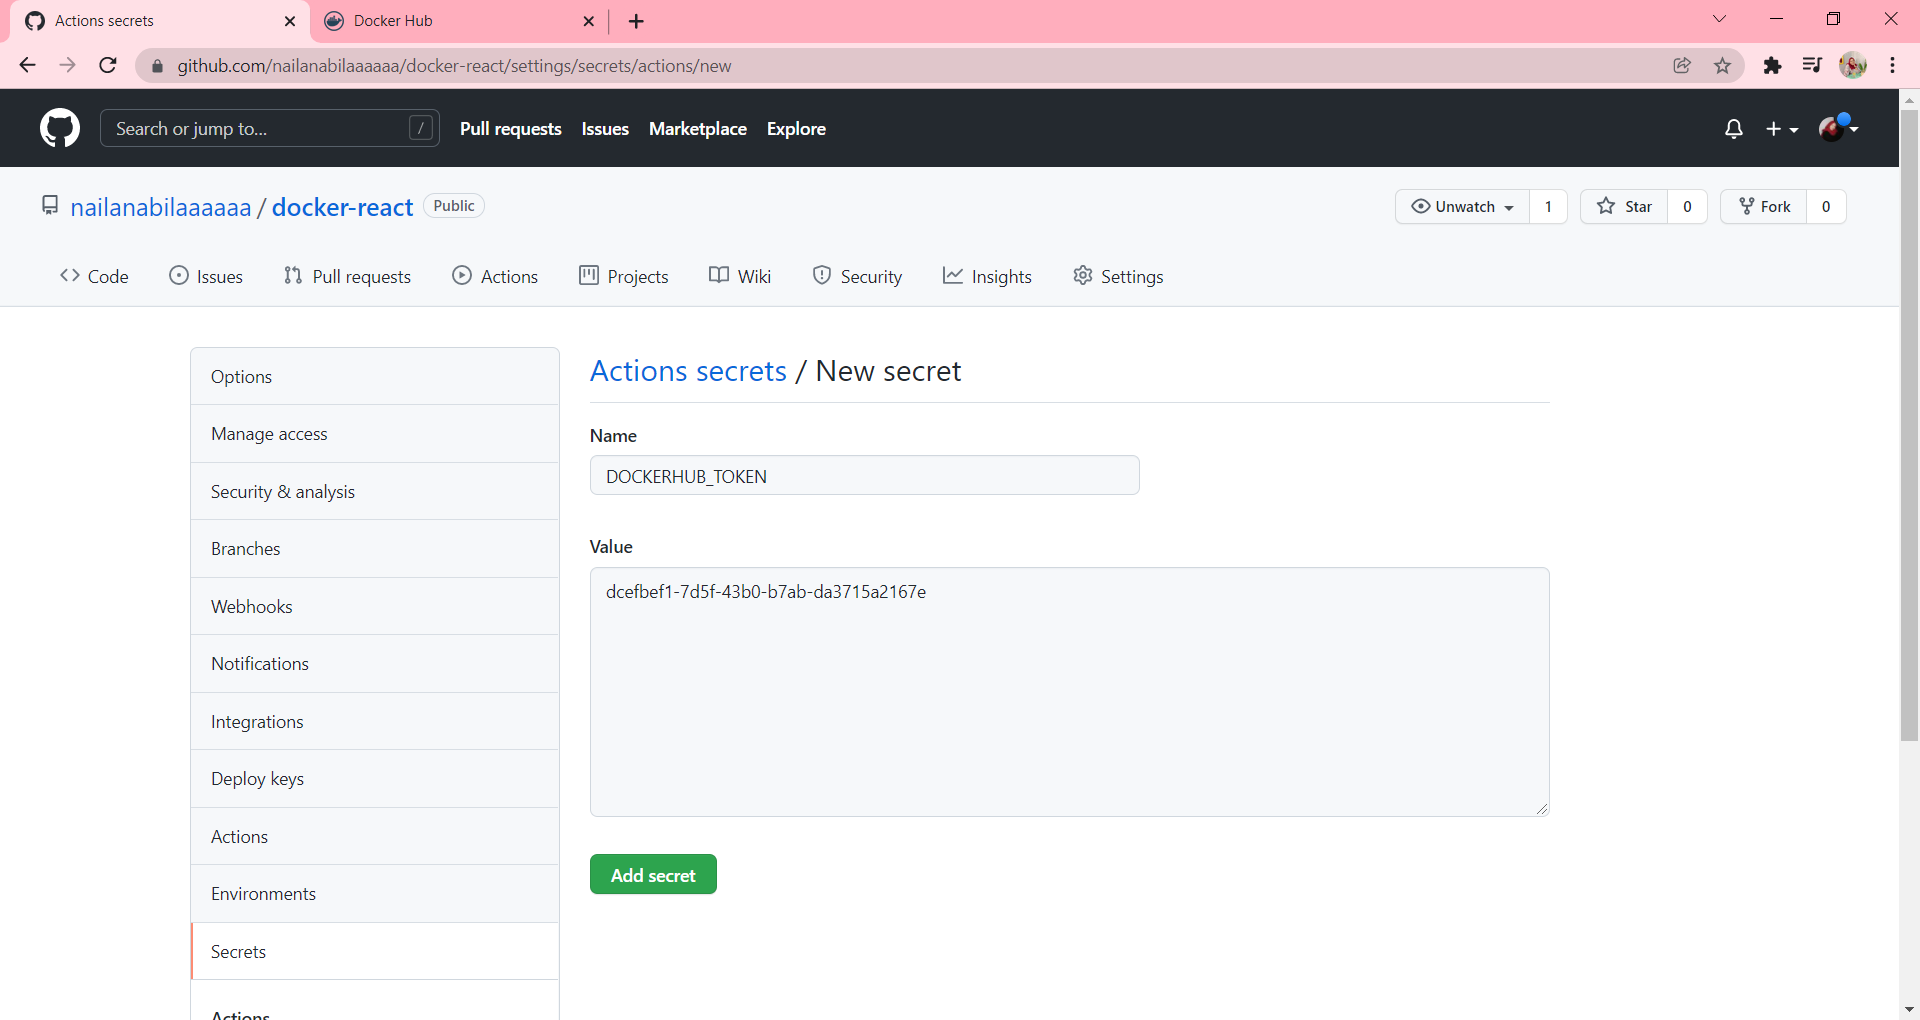 Actions secrets
Docker Hub
github.com/nailanabilaaaaaa/docker-react/settings/secrets/actions/new
Search or jump to... /
Pull requests Issues Marketplace Explore
nailanabilaaaaaa / docker-react Public
Unwatch 1 Star 0 Fork 0
Code Issues Pull requests Actions Projects Wiki Security Insights Settings
Options
Manage access
Security & analysis
Branches
Webhooks
Notifications
Integrations
Deploy keys
Actions
Environments
Secrets
Actions
Actions secrets / New secret
Name
DOCKERHUB_TOKEN
Value
dcefbef1-7d5f-43b0-b7ab-da3715a2167e
Add secret